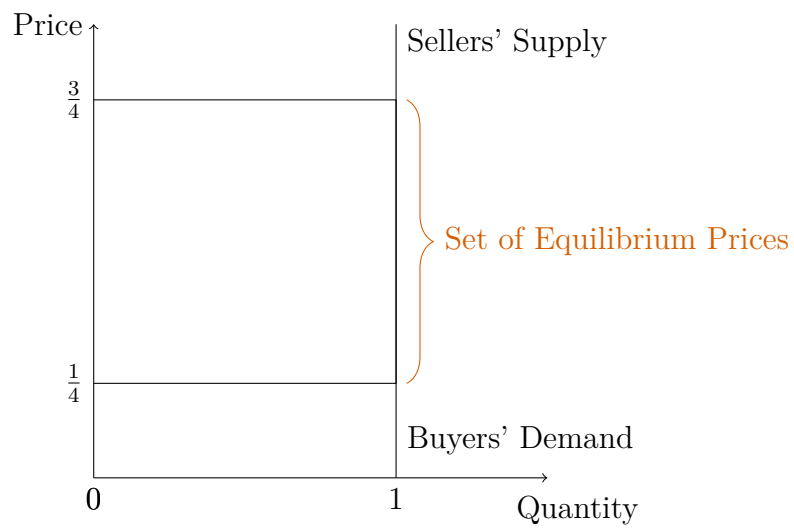 Price
Sellers' Supply
3/4
Set of Equilibrium Prices
1/4
Buyers' Demand
0
1
Quantity